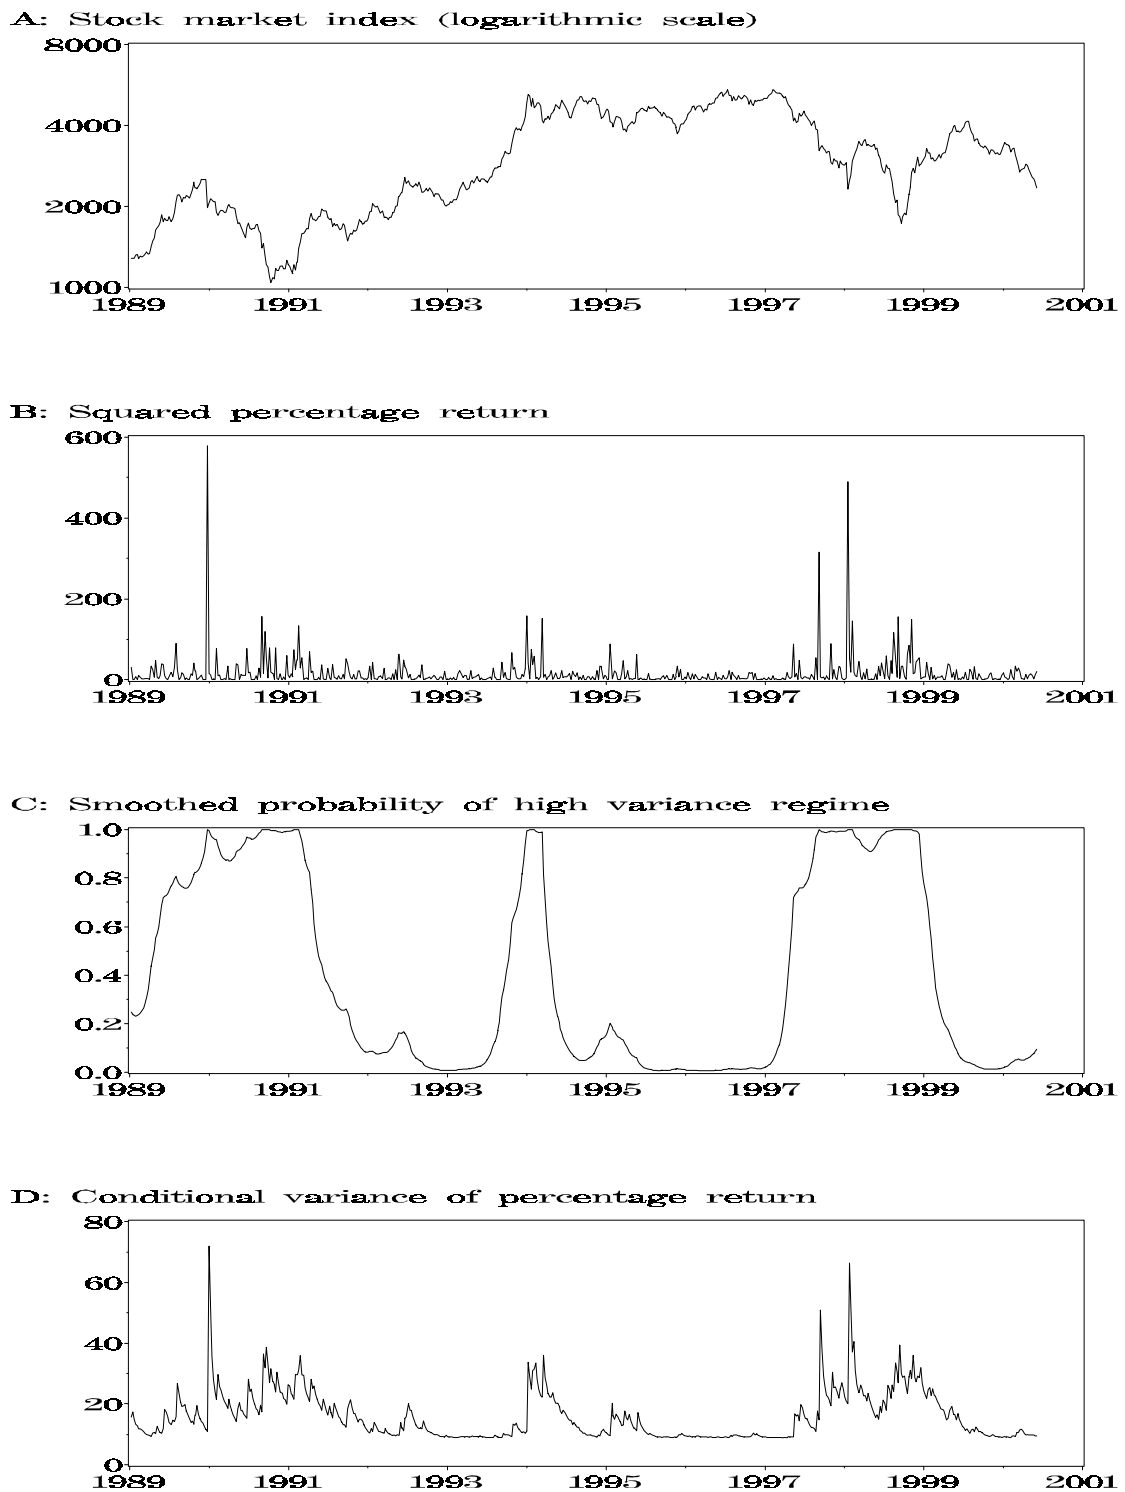 A: Stock market index (logarithmic scale)
8000
4000
2000
1000
1989 1991 1993 1995 1997 1999 2001
B: Squared percentage return
600
400
200
0
1989 1991 1993 1995 1997 1999 2001
C: Smoothed probability of high variance regime
1.0
0.8
0.6
0.4
0.2
0.0
1989 1991 1993 1995 1997 1999 2001
D: Conditional variance of percentage return
80
60
40
20
0
1989 1991 1993 1995 1997 1999 2001